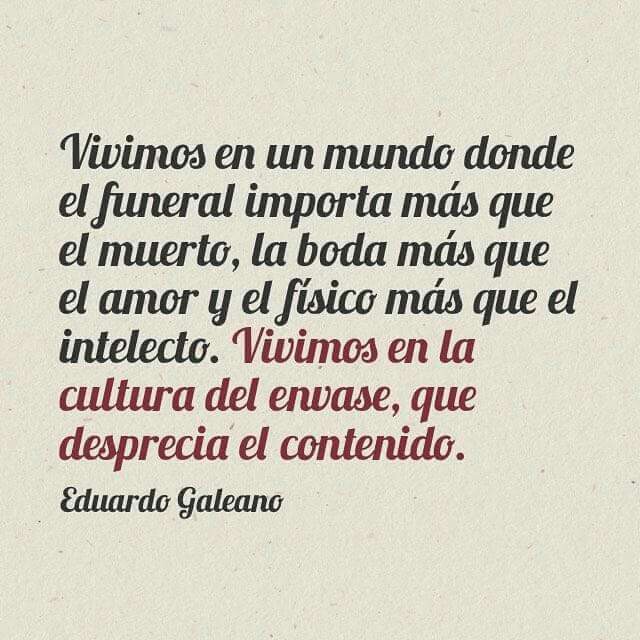 Vivimos en un mundo donde
el funeral importa más que
el muerto, la boda más que
el amor y el físico más que el
intelecto. Vivimos en la
cultura del envase, que
desprecia el contenido.
Eduardo Galeano